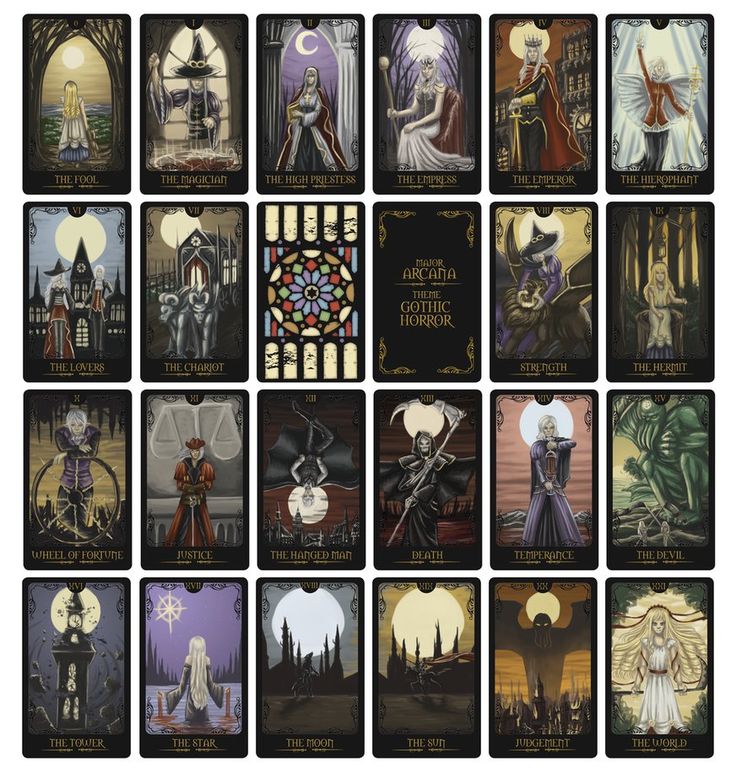 0
THE FOOL
I
THE MAGICIAN
II
THE HIGH PRIESTESS
III
THE EMPRESS
IV
THE EMPEROR
V
THE HIEROPHANT
VI
THE LOVERS
VII
THE CHARIOT
MAJOR
ARCANA
THEME
GOTHIC
HORROR
VIII
STRENGTH
IX
THE HERMIT
X
WHEEL OF FORTUNE
XI
JUSTICE
XII
THE HANGED MAN
XIII
DEATH
XIV
TEMPERANCE
XV
THE DEVIL
XVI
THE TOWER
XVII
THE STAR
XVIII
THE MOON
XIX
THE SUN
XX
JUDGEMENT
XXI
THE WORLD